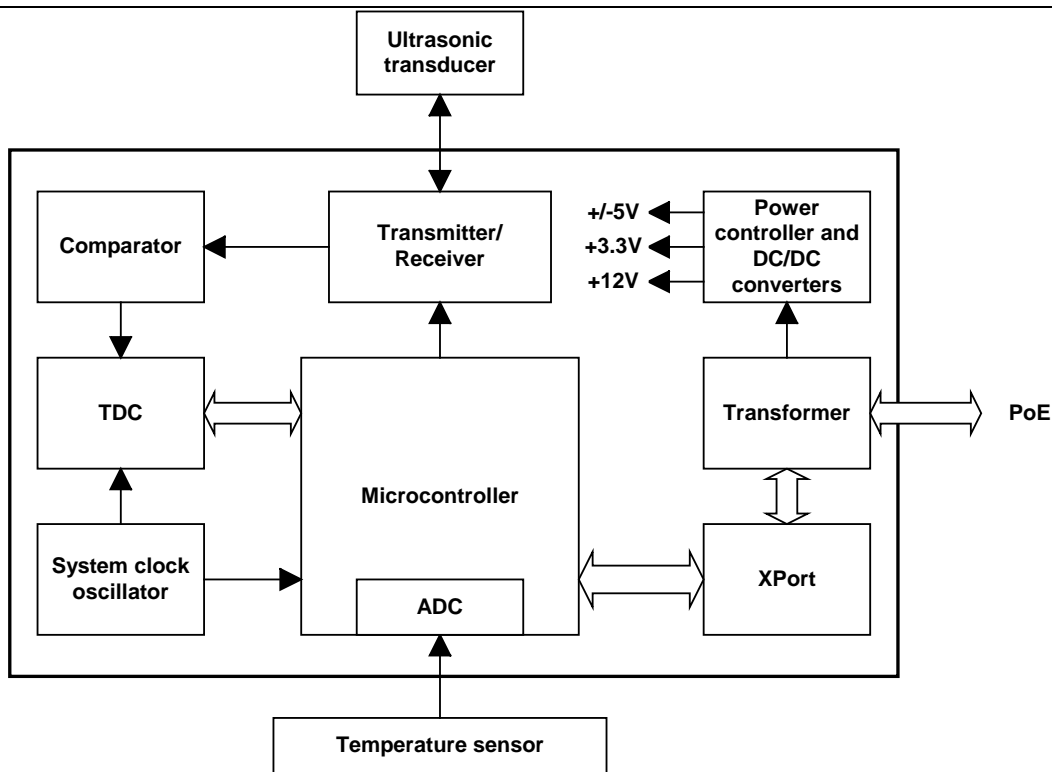 Ultrasonic
transducer
Comparator
Transmitter/
Receiver
+/-5V
+3.3V
+12V
Power
controller and
DC/DC
converters
TDC
Microcontroller
Transformer
PoE
System clock
oscillator
ADC
XPort
Temperature sensor